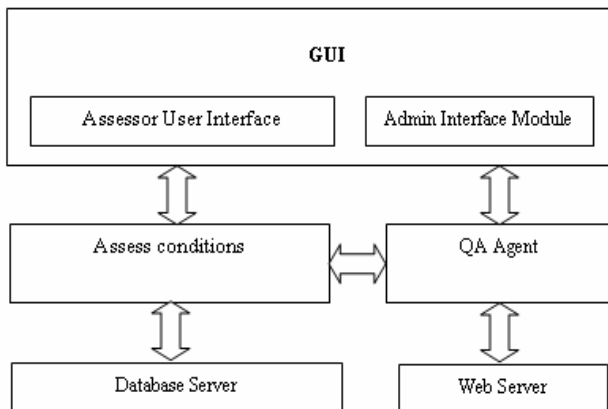 GUI
Assessor User Interface
Admin Interface Module
Assess conditions
QA Agent
Database Server
Web Server